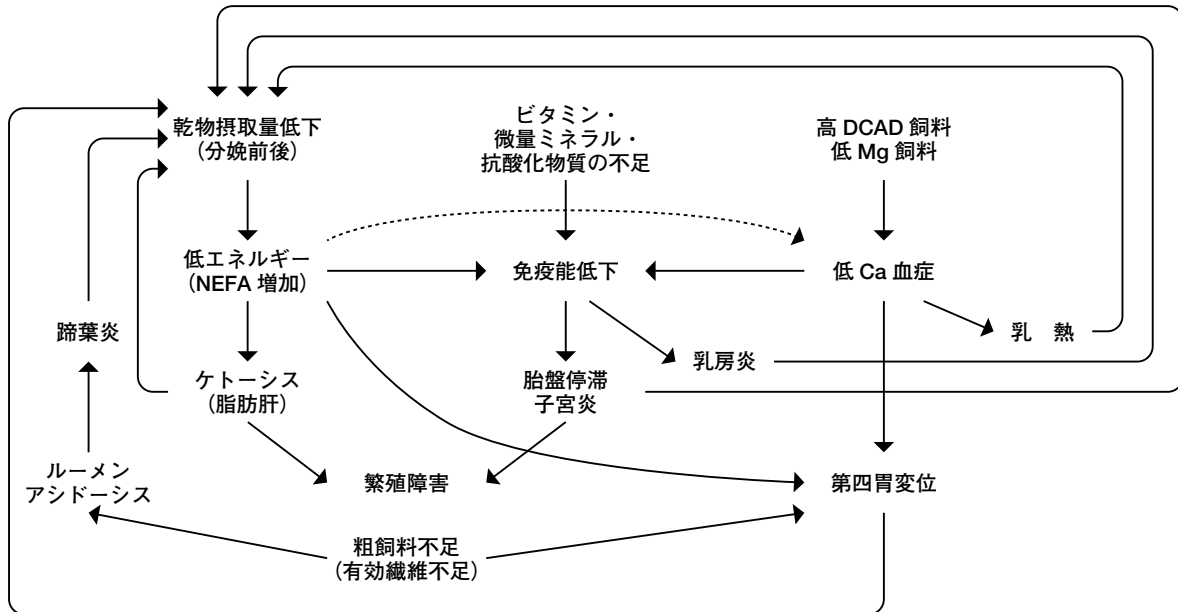 乾物摂取量低下
（分娩前後）
ビタミン・
微量ミネラル・
抗酸化物質の不足
高 DCAD 飼料
低 Mg 飼料
低エネルギー
（NEFA 増加）
免疫能低下
低 Ca 血症
蹄葉炎
乳　熱
乳房炎
ケトーシス
（脂肪肝）
胎盤停滞
子宮炎
ルーメン
アシドーシス
繁殖障害
第四胃変位
粗飼料不足
（有効繊維不足）